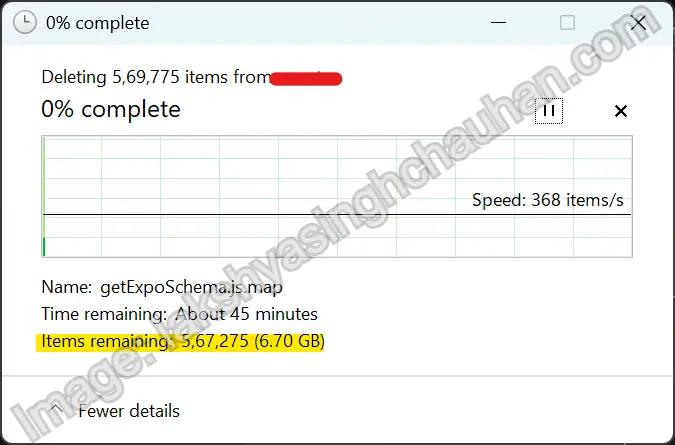 0% complete
Deleting 5,69,775 items from
0% complete
Speed: 368 items/s
Name: getExpoSchema.js.map
Time remaining: About 45 minutes
Items remaining: 5,67,275 (6.70 GB)
Fewer details
Image: lakshyasinghchauhan.com